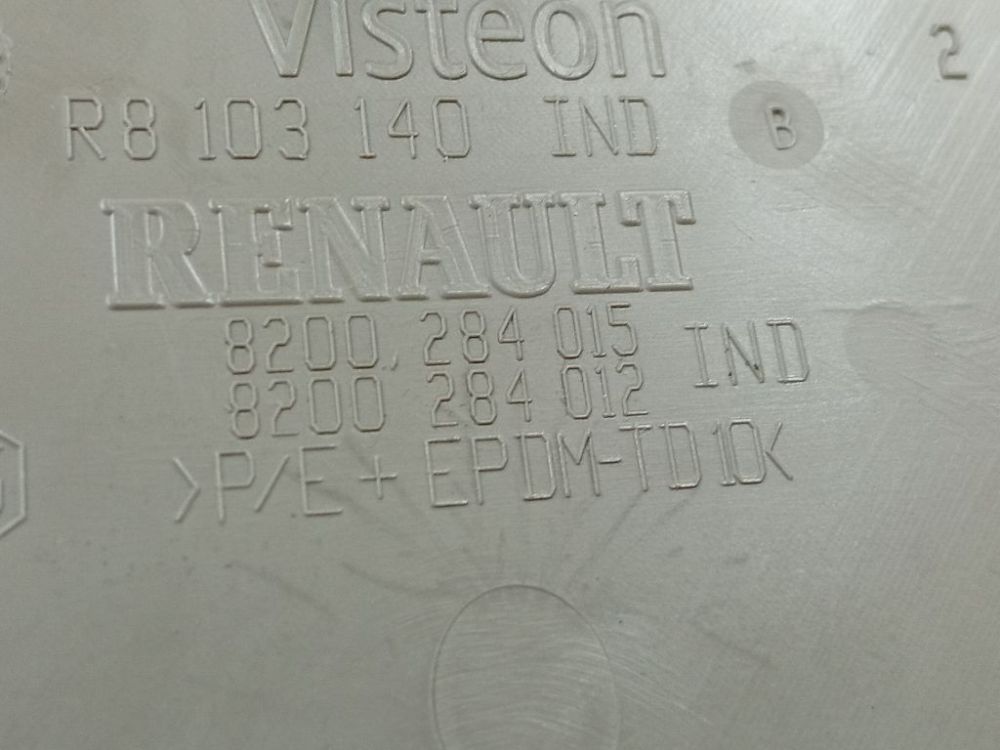 Visteon
2
R8 103 140 IND B
RENAULT
8200 284 015 IND
8200 284 012
>P/E + EPDM-TD10<